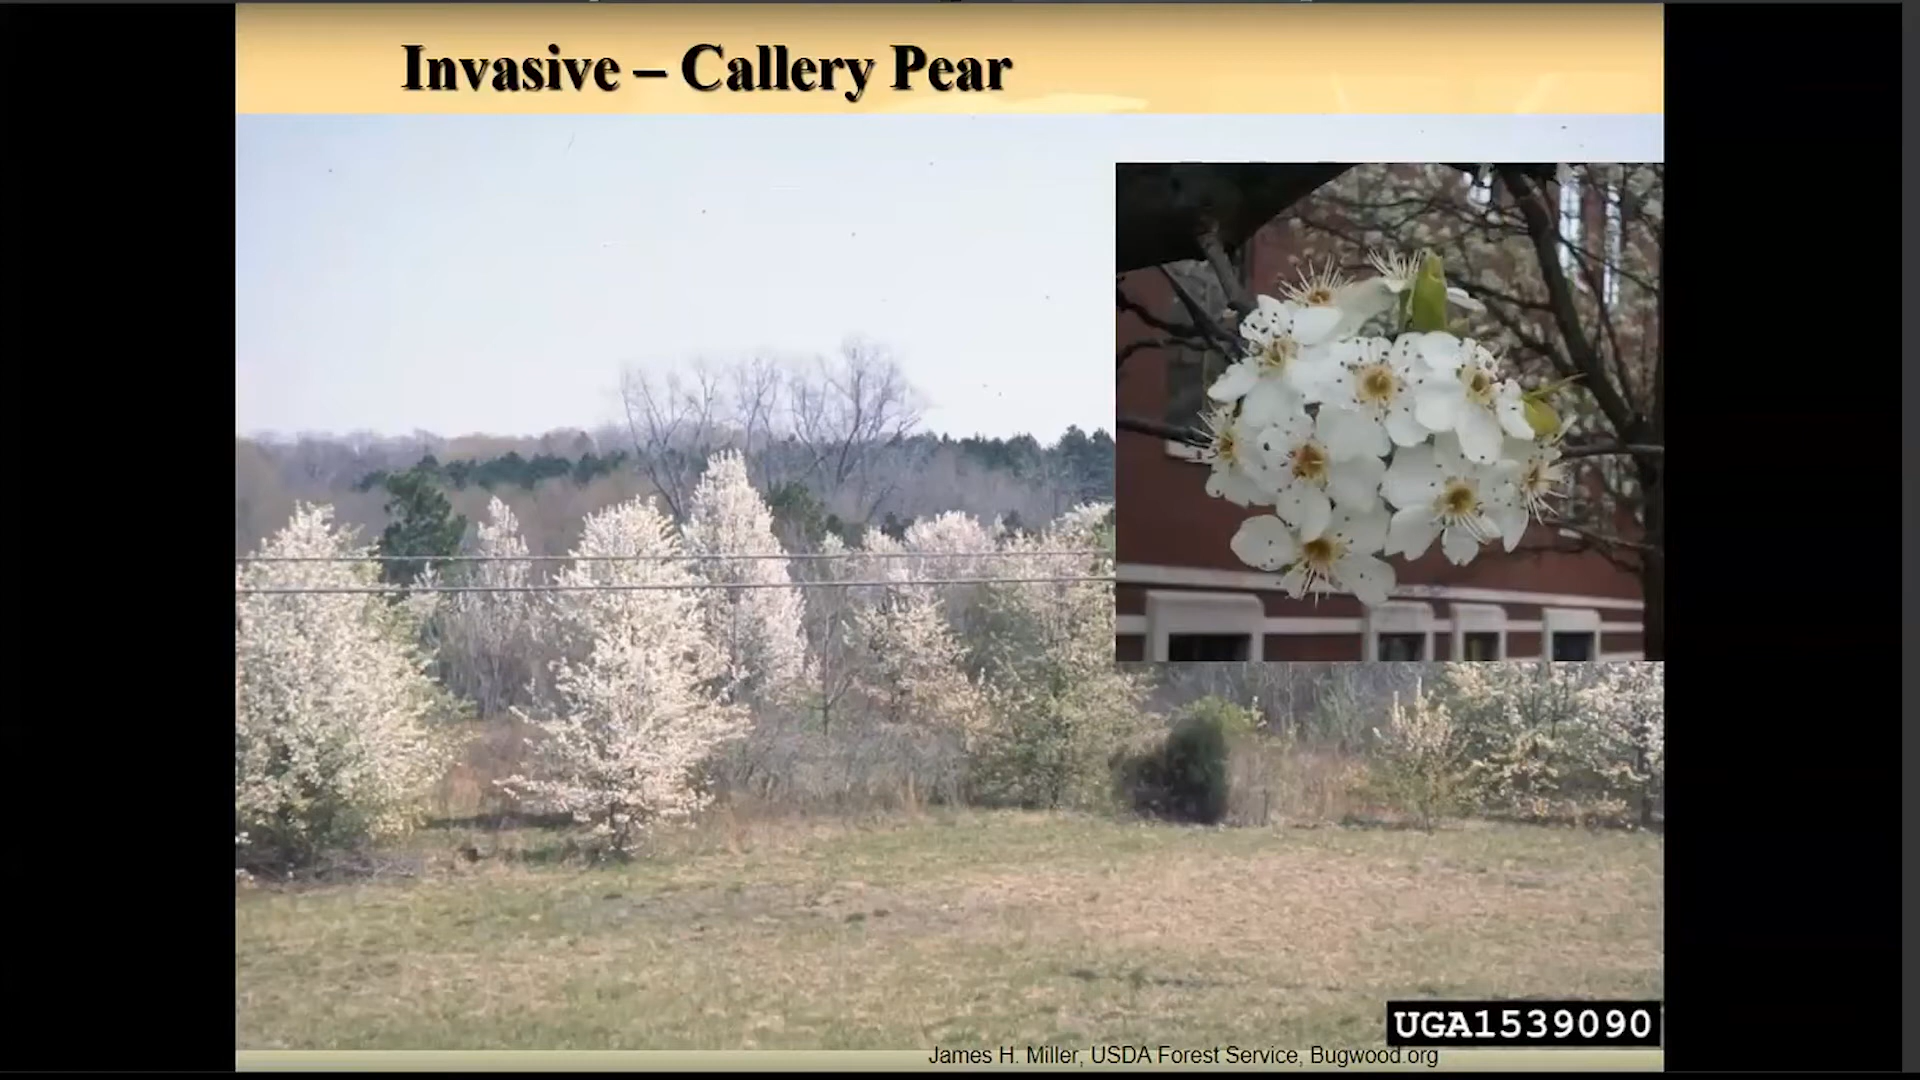 Invasive – Callery Pear
UGA1539090
James H. Miller, USDA Forest Service, Bugwood.org